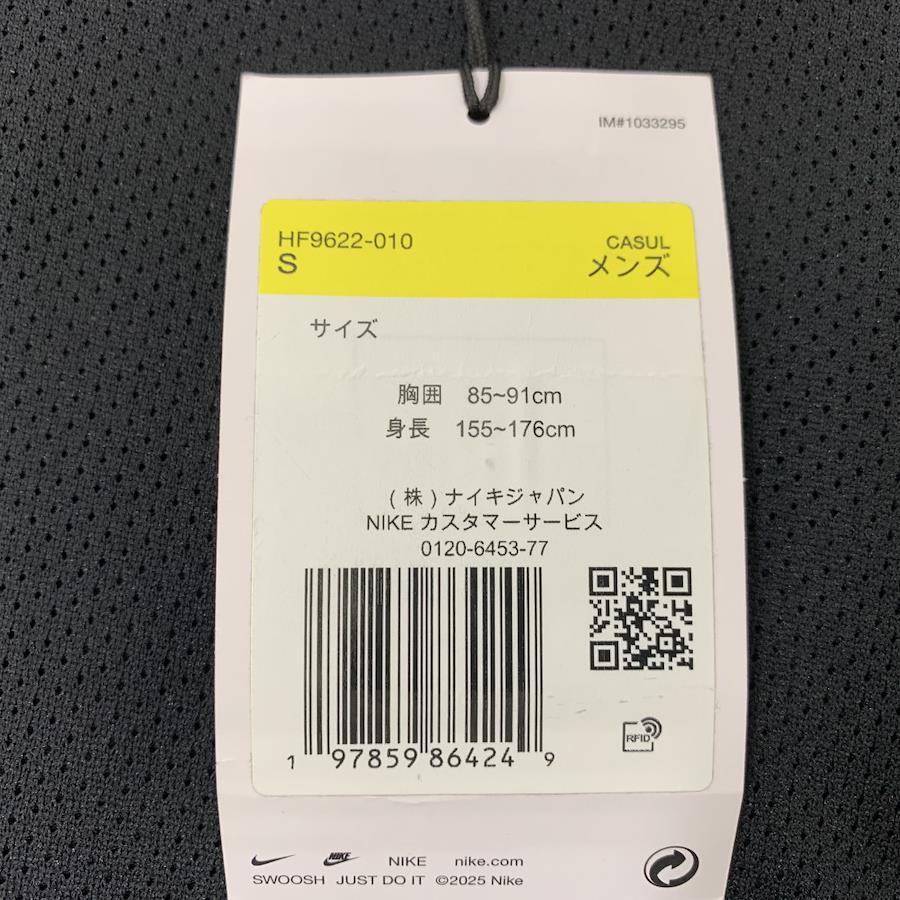 IM#1033295
HF9622-010 CASUL
S メンズ
サイズ
胸囲 85~91cm
身長 155~176cm
(株)ナイキジャパン
NIKE カスタマーサービス
0120-6453-77
1 97859 86424 9
RFID
NIKE NIKE nike.com
SWOOSH JUST DO IT ©2025 Nike